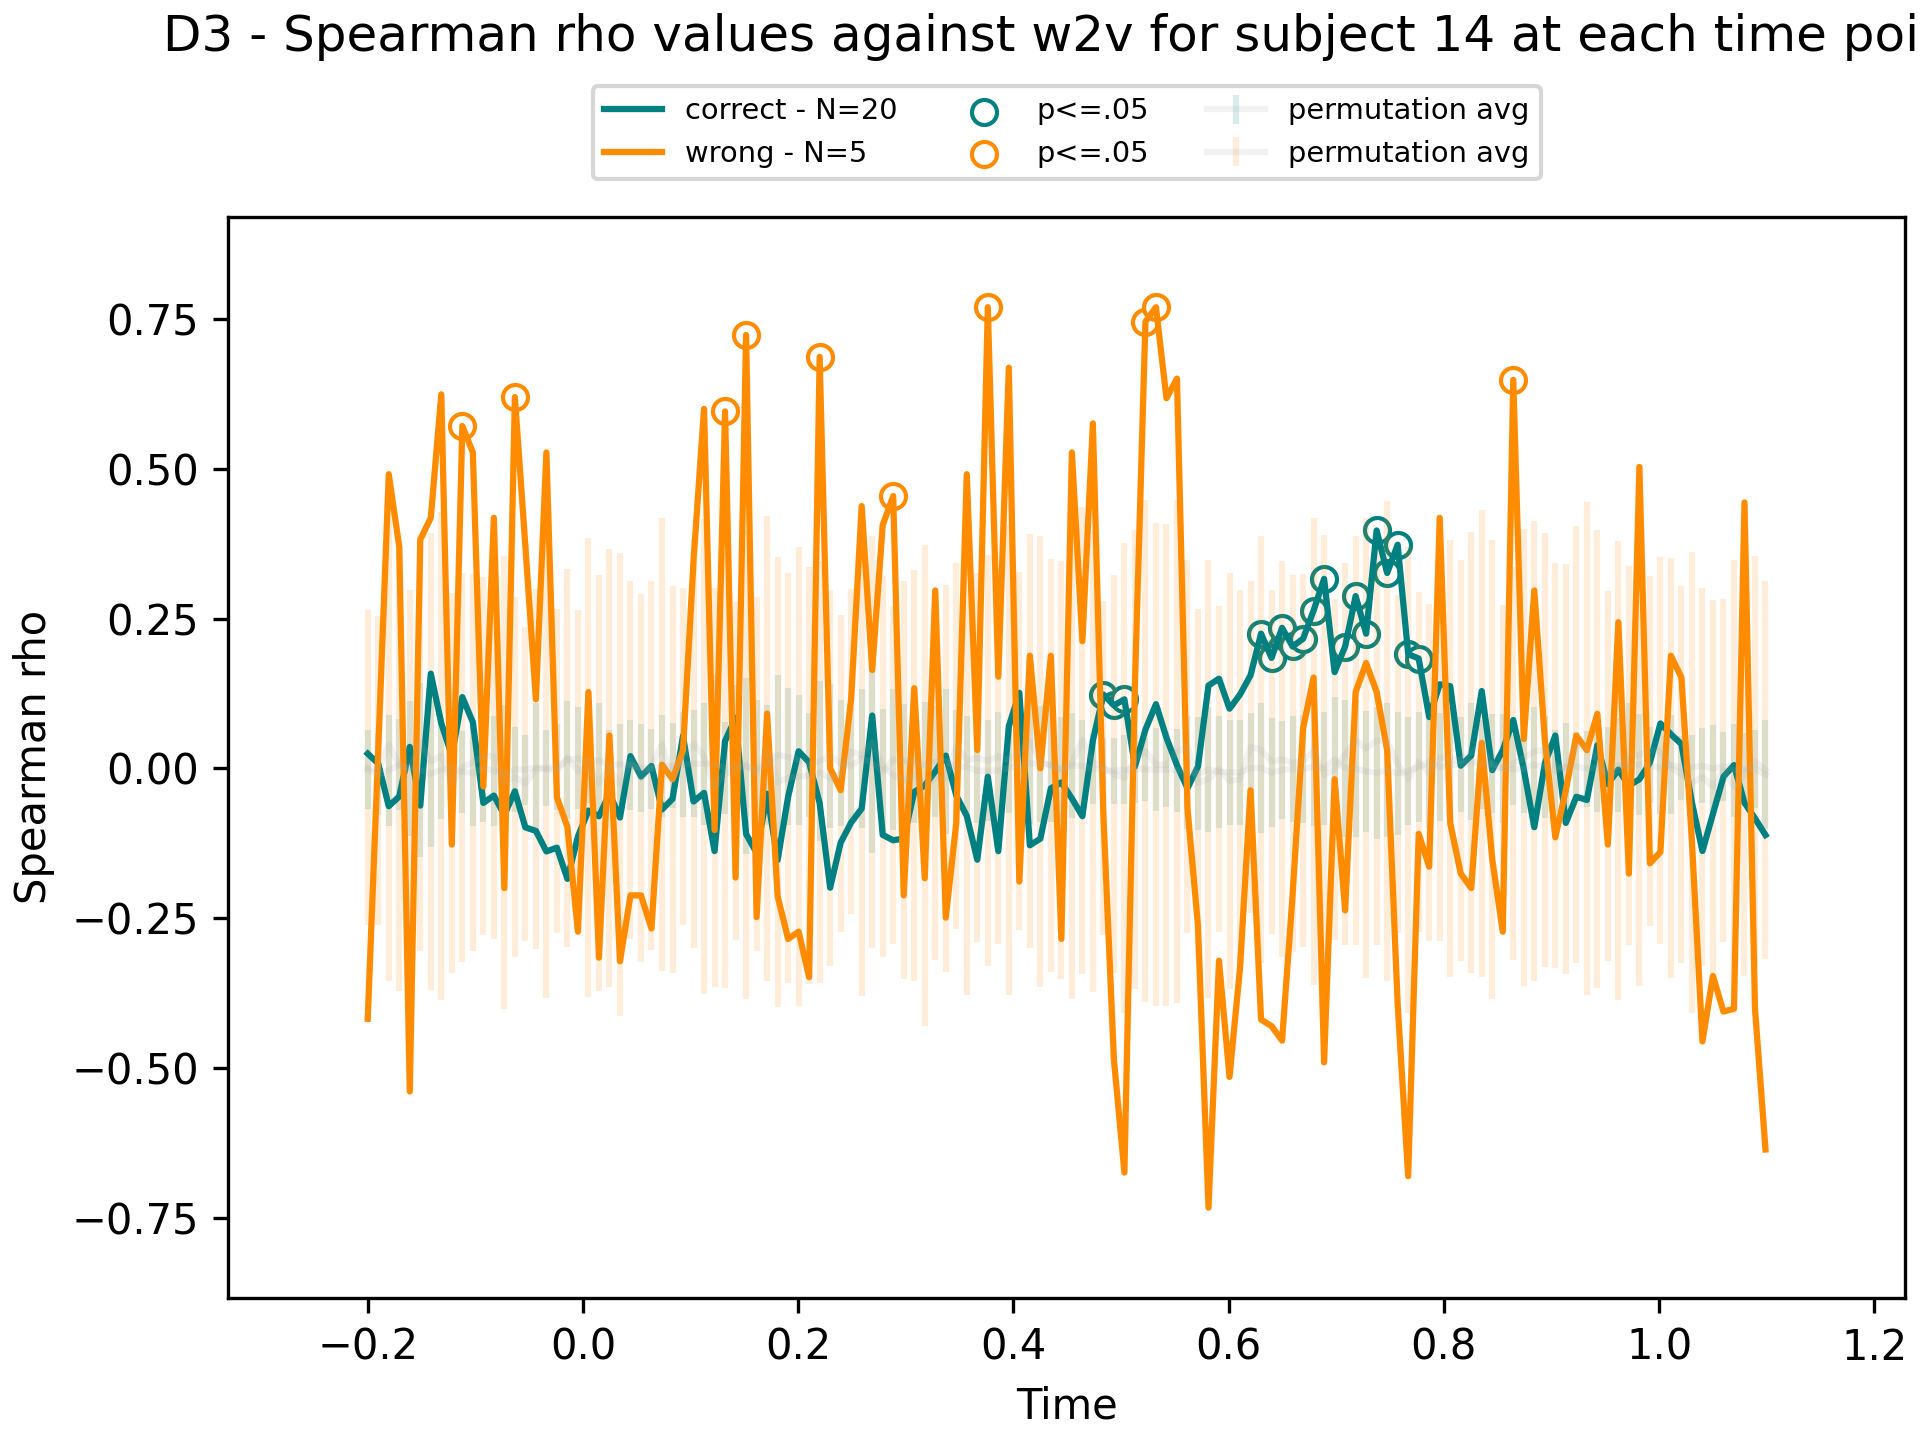 D3 - Spearman rho values against w2v for subject 14 at each time poi
correct - N=20
p<=.05
permutation avg
wrong - N=5
p<=.05
permutation avg
Spearman rho
0.75
0.50
0.25
0.00
−0.25
−0.50
−0.75
−0.2
0.0
0.2
0.4
0.6
0.8
1.0
1.2
Time